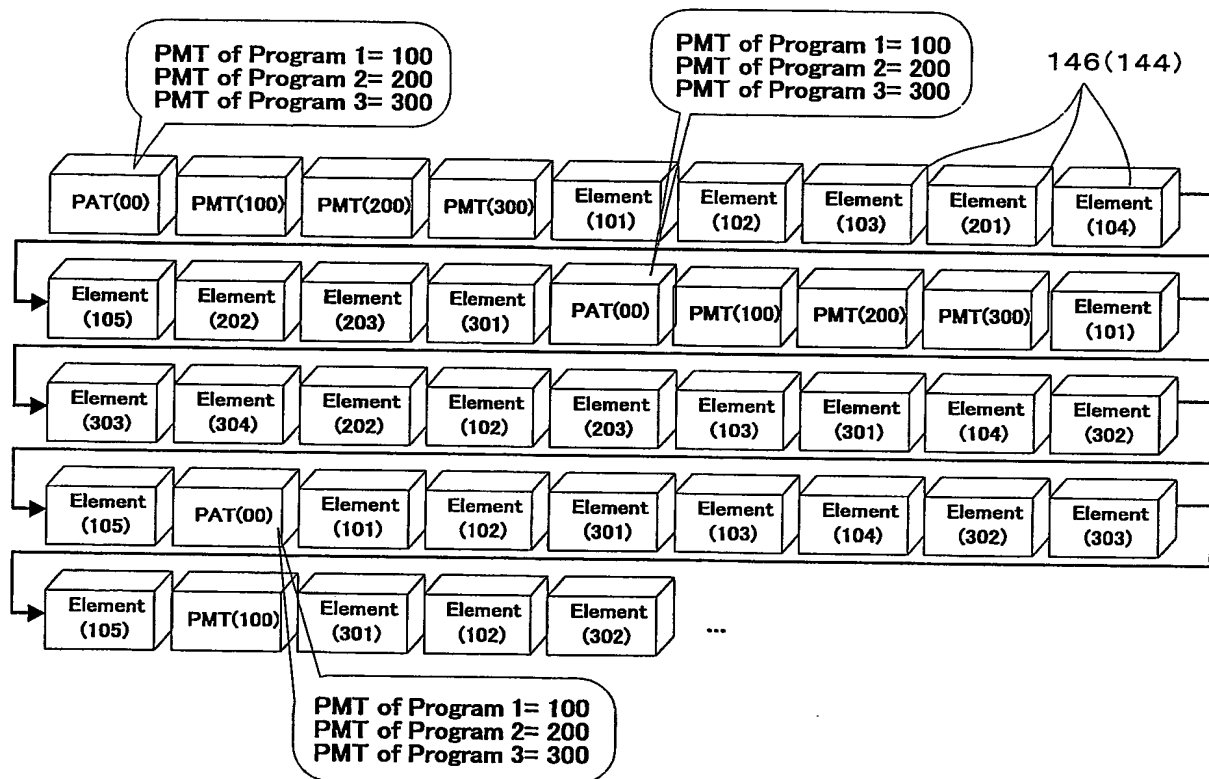 PMT of Program 1= 100
PMT of Program 2= 200
PMT of Program 3= 300
PMT of Program 1= 100
PMT of Program 2= 200
PMT of Program 3= 300
146(144)
PAT(00)
PMT(100)
PMT(200)
PMT(300)
Element
(101)
Element
(102)
Element
(103)
Element
(201)
Element
(104)
Element
(105)
Element
(202)
Element
(203)
Element
(301)
PAT(00)
PMT(100)
PMT(200)
PMT(300)
Element
(101)
Element
(303)
Element
(304)
Element
(202)
Element
(102)
Element
(203)
Element
(103)
Element
(301)
Element
(104)
Element
(302)
Element
(105)
PAT(00)
Element
(101)
Element
(102)
Element
(301)
Element
(103)
Element
(104)
Element
(302)
Element
(303)
Element
(105)
PMT(100)
Element
(301)
Element
(102)
Element
(302)
...
PMT of Program 1= 100
PMT of Program 2= 200
PMT of Program 3= 300